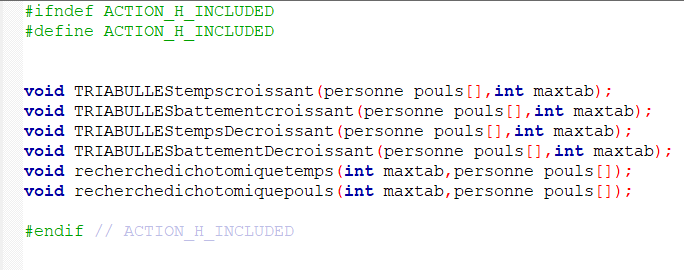 #ifndef ACTION_H_INCLUDED
#define ACTION_H_INCLUDED
void TRIABULLEStempscroissant(personne pouls[],int maxtab);
void TRIABULLESbattementcroissant(personne pouls[],int maxtab);
void TRIABULLEStempsDecroissant(personne pouls[],int maxtab);
void TRIABULLESbattementDecroissant(personne pouls[],int maxtab);
void recherchedichotomiquetemps(int maxtab,personne pouls[]);
void recherchedichotomiquepouls(int maxtab,personne pouls[]);
#endif // ACTION_H_INCLUDED